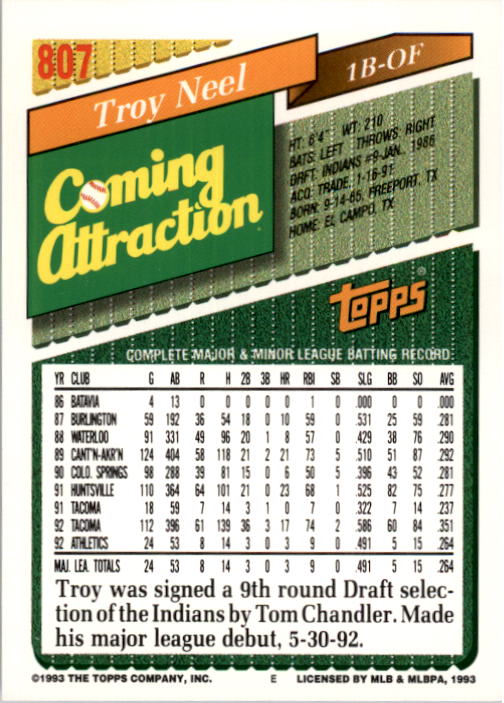 807
Troy Neel
1B-OF
Coming
Attraction
HT: 6'4" WT: 210
BATS: LEFT THROWS: RIGHT
DRFT: INDIANS #9-JAN., 1986
ACQ: TRADE, 1-16-91
BORN: 9-14-65, FREEPORT, TX
HOME: EL CAMPO, TX
topps®
COMPLETE MAJOR & MINOR LEAGUE BATTING RECORD
YR CLUB G AB R H 2B 3B HR RBI SB SLG BB SO AVG
86 BATAVIA 4 13 0 0 0 0 0 1 0 .000 0 0 .000
87 BURLINGTON 59 192 36 54 18 0 10 59 0 .531 25 59 .281
88 WATERLOO 91 331 49 96 20 1 8 57 0 .429 38 76 .290
89 CANT'N-AKR'N 124 404 58 118 21 2 21 73 5 .510 51 87 .292
90 COLO. SPRINGS 98 288 39 81 15 0 6 50 5 .396 43 52 .281
91 HUNTSVILLE 110 364 64 101 21 0 23 68 1 .525 82 75 .277
91 TACOMA 18 59 7 14 3 1 0 7 0 .322 7 14 .237
92 TACOMA 112 396 61 139 36 3 17 74 2 .586 60 84 .351
92 ATHLETICS 24 53 8 14 3 0 3 9 0 .491 5 15 .264
MAJ. LEA. TOTALS 24 53 8 14 3 0 3 9 0 .491 5 15 .264
Troy was signed a 9th round Draft selec-
tion of the Indians by Tom Chandler. Made
his major league debut, 5-30-92.
©1993 THE TOPPS COMPANY, INC. E LICENSED BY MLB & MLBPA, 1993